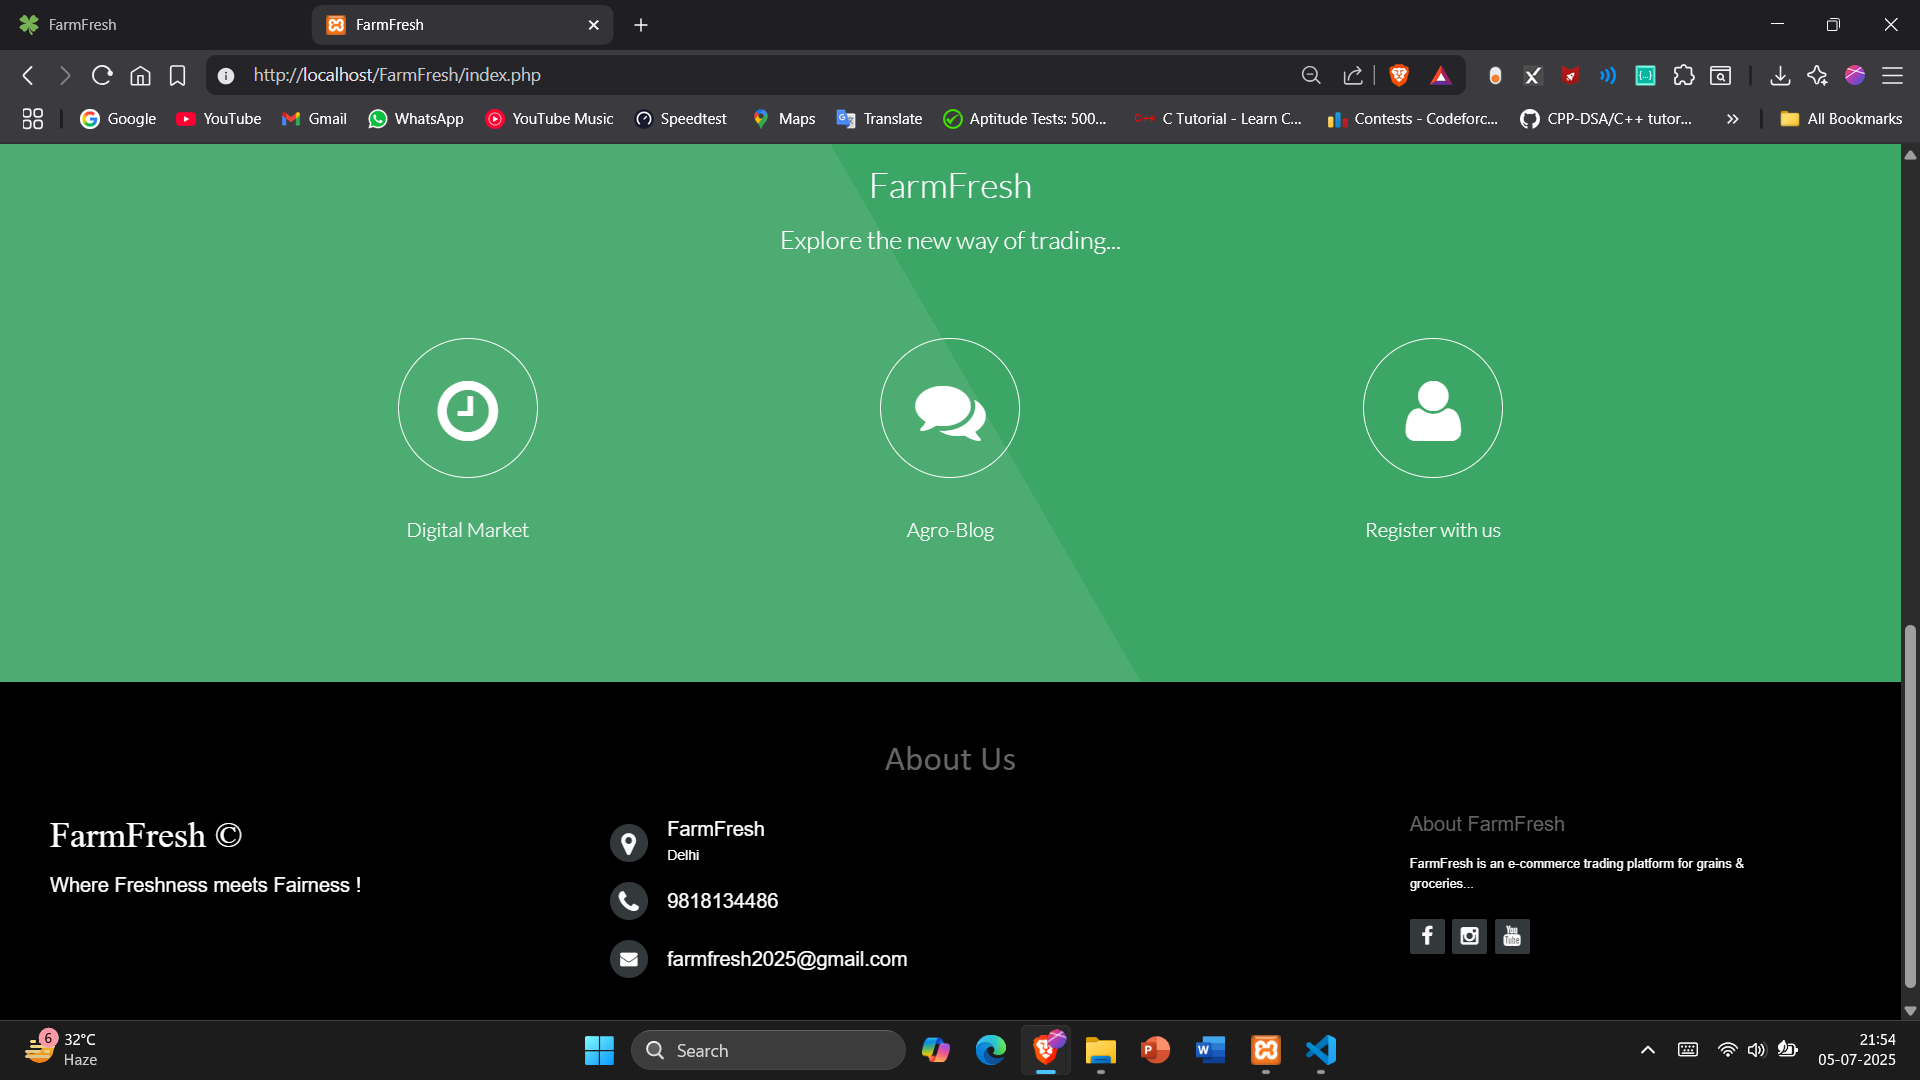 FarmFresh
FarmFresh
http://localhost/FarmFresh/index.php
Google
YouTube
Gmail
WhatsApp
YouTube Music
Speedtest
Maps
Translate
Aptitude Tests: 500...
C Tutorial - Learn C...
Contests - Codeforc...
CPP-DSA/C++ tutor...
All Bookmarks
FarmFresh
Explore the new way of trading...
Digital Market
Agro-Blog
Register with us
About Us
FarmFresh ©
Where Freshness meets Fairness !
FarmFresh
Delhi
9818134486
farmfresh2025@gmail.com
About FarmFresh
FarmFresh is an e-commerce trading platform for grains &
groceries...
You
Tube
6
32°C
Haze
Search
21:54
05-07-2025